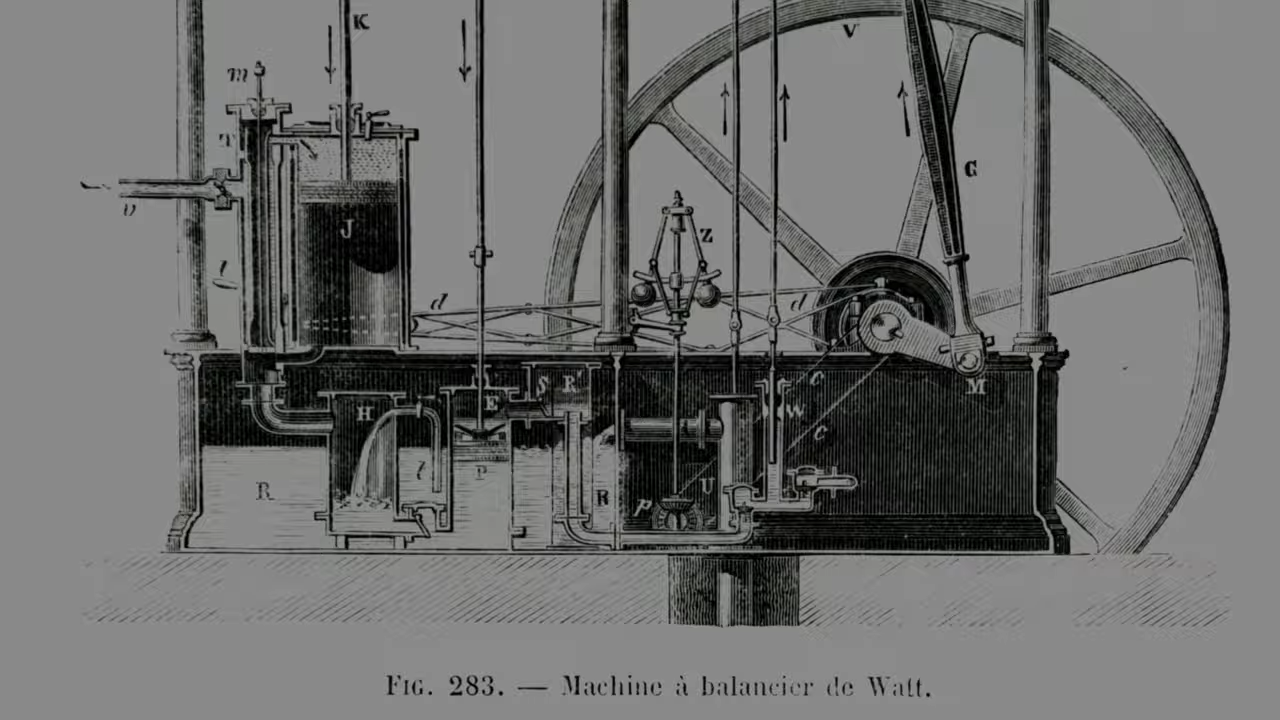 K
V
m
T
G
v
J
Z
l
d
d
M
H
E
S
R'
W
c
c
R
l
P
R
U
p
FIG. 283. — Machine à balancier de Watt.